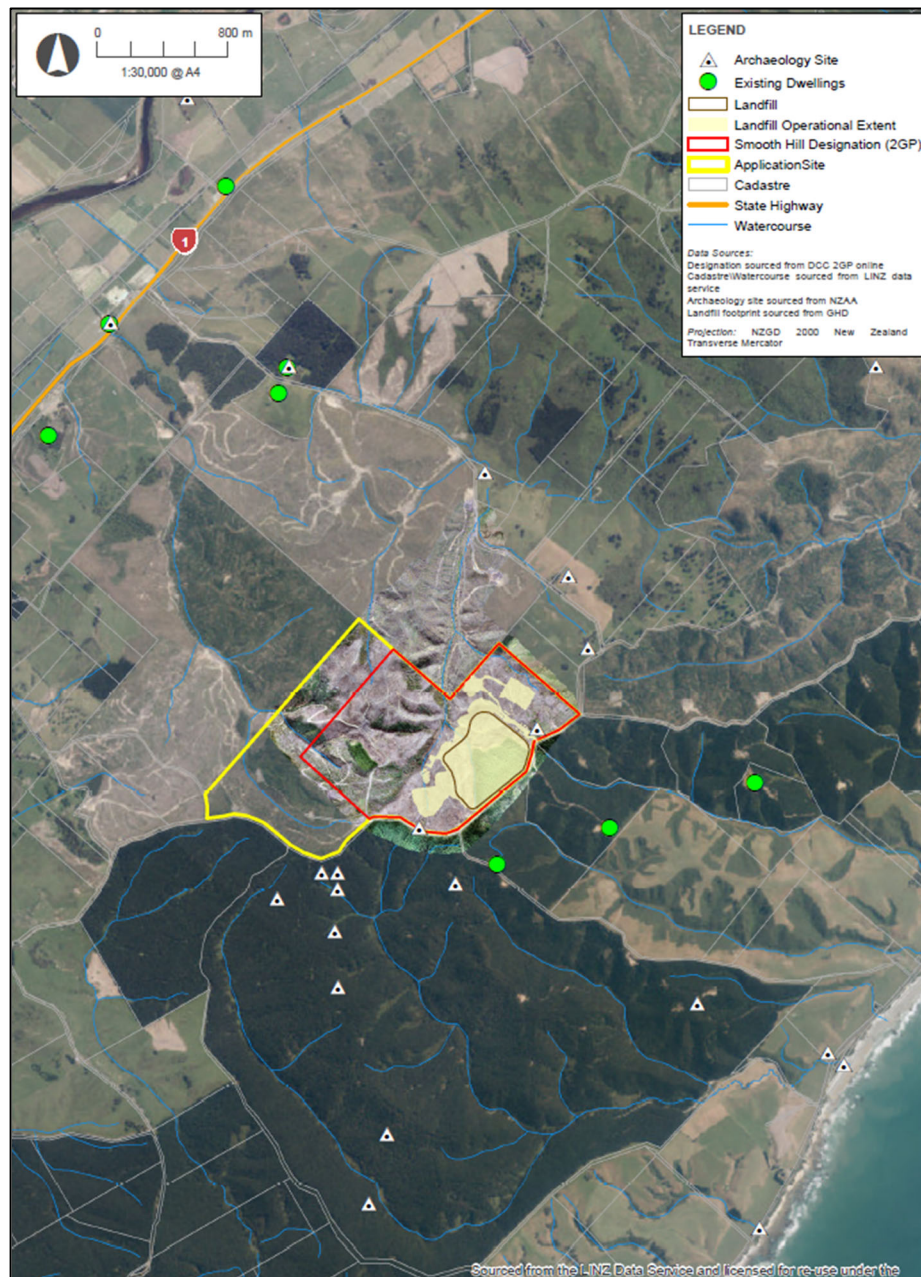 0 800 m
1:30,000 @ A4
LEGEND
Archaeology Site
Existing Dwellings
Landfill
Landfill Operational Extent
Smooth Hill Designation (2GP)
ApplicationSite
Cadastre
State Highway
Watercourse
Data Sources:
Designation sourced from DCC 2GP online
Cadastre\Watercourse sourced from LINZ data
service
Archaeology site sourced from NZAA
Landfill footprint sourced from GHD
Projection: NZGD 2000 New Zealand
Transverse Mercator
1
Sourced from the LINZ Data Service and licensed for re-use under the